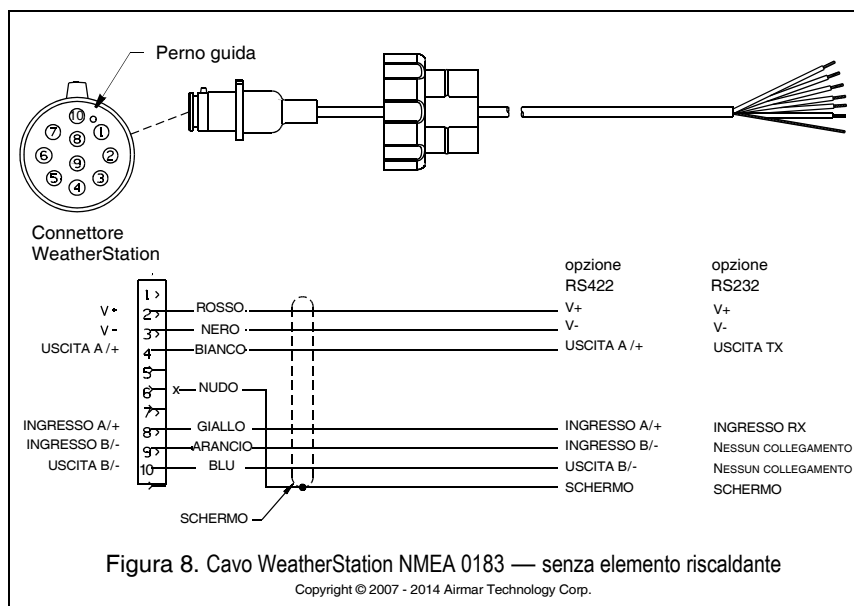 Perno guida
10
7 1
8
6 2
9
5 3
4
Connettore
WeatherStation
opzione
RS422
opzione
RS232
1
V+ 2 ROSSO V+ V+
V- 3 NERO V- V-
USCITA A /+ 4 BIANCO USCITA A /+ USCITA TX
5
6 x NUDO
7
INGRESSO A/+ 8 GIALLO INGRESSO A/+ INGRESSO RX
INGRESSO B/- 9 ARANCIO INGRESSO B/- NESSUN COLLEGAMENTO
USCITA B/- 10 BLU USCITA B/- NESSUN COLLEGAMENTO
SCHERMO SCHERMO
SCHERMO
Figura 8. Cavo WeatherStation NMEA 0183 — senza elemento riscaldante
Copyright © 2007 - 2014 Airmar Technology Corp.